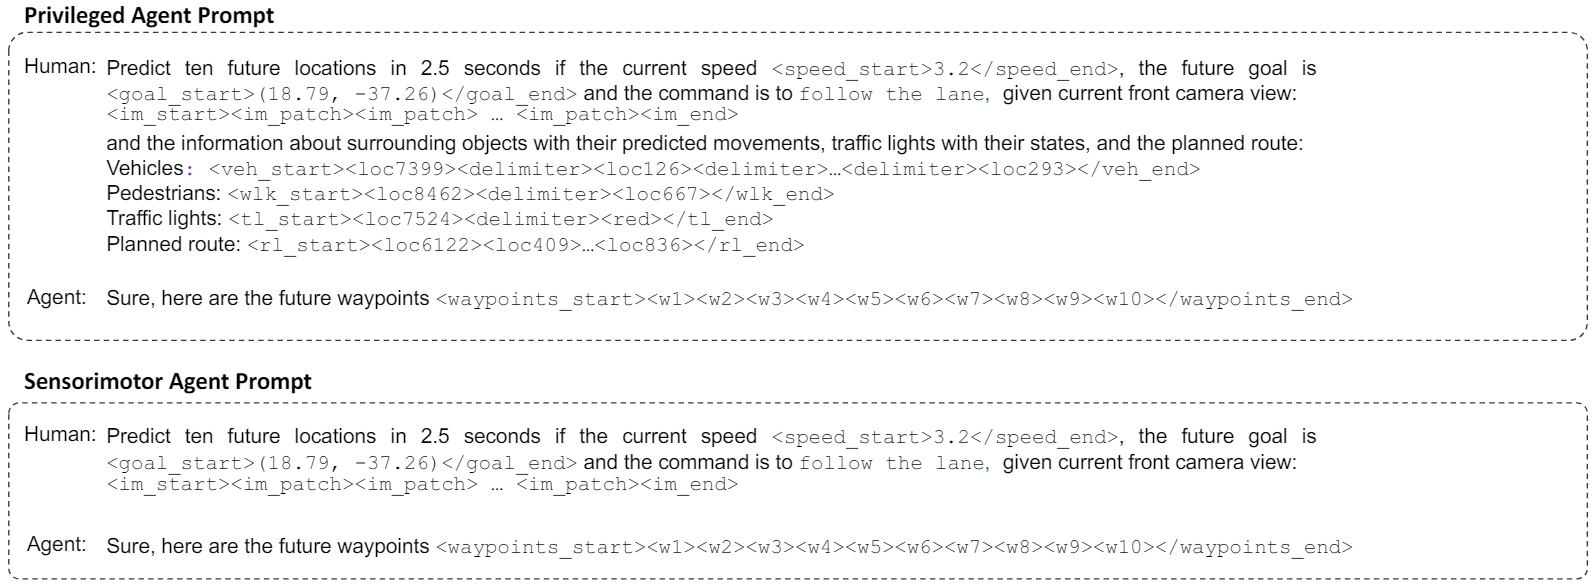 Privileged Agent Prompt
Human: Predict ten future locations in 2.5 seconds if the current speed <speed_start>3.2</speed_end>, the future goal is
<goal_start>(18.79, -37.26)</goal_end> and the command is to follow the lane, given current front camera view:
<im_start><im_patch><im_patch> … <im_patch><im_end>
and the information about surrounding objects with their predicted movements, traffic lights with their states, and the planned route:
Vehicles: <veh_start><loc7399><delimiter><loc126><delimiter>…<delimiter><loc293></veh_end>
Pedestrians: <wlk_start><loc8462><delimiter><loc667></wlk_end>
Traffic lights: <tl_start><loc7524><delimiter><red></tl_end>
Planned route: <rl_start><loc6122><loc409>…<loc836></rl_end>
Agent: Sure, here are the future waypoints <waypoints_start><w1><w2><w3><w4><w5><w6><w7><w8><w9><w10></waypoints_end>
Sensorimotor Agent Prompt
Human: Predict ten future locations in 2.5 seconds if the current speed <speed_start>3.2</speed_end>, the future goal is
<goal_start>(18.79, -37.26)</goal_end> and the command is to follow the lane, given current front camera view:
<im_start><im_patch><im_patch> … <im_patch><im_end>
Agent: Sure, here are the future waypoints <waypoints_start><w1><w2><w3><w4><w5><w6><w7><w8><w9><w10></waypoints_end>